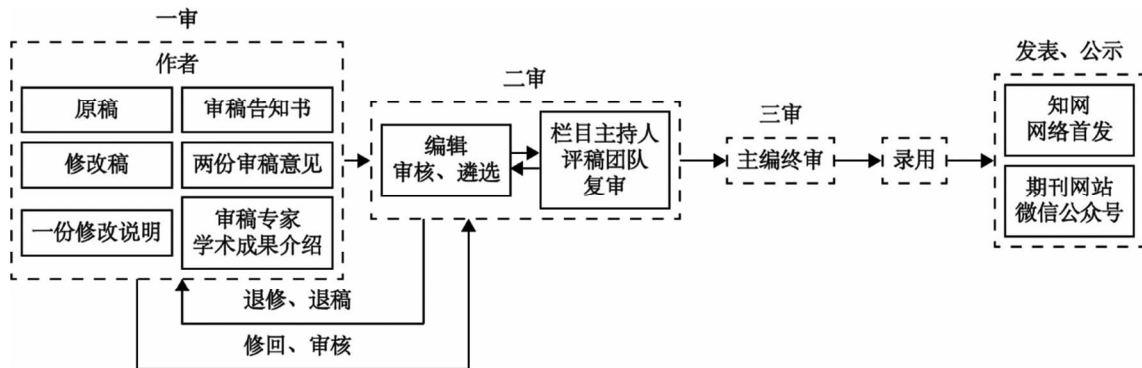 一审
作者
原稿
审稿告知书
修改稿
两份审稿意见
一份修改说明
审稿专家
学术成果介绍
二审
编辑
审核、遴选
栏目主持人
评稿团队
复审
退修、退稿
修回、审核
三审
主编终审
录用
发表、公示
知网
网络首发
期刊网站
微信公众号